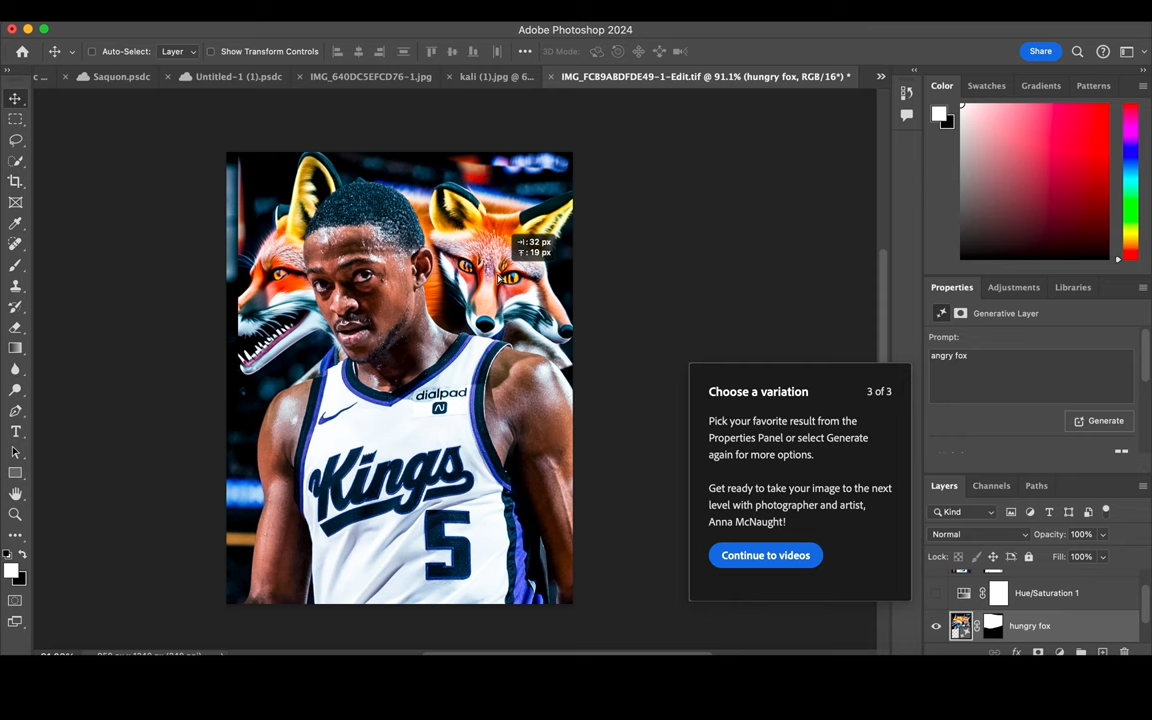 Adobe Photoshop 2024
Auto-Select: Layer Show Transform Controls 3D Mode: Share
c ... × Saquon.psdc × Untitled-1 (1).psdc × IMG_640DC5EFCD76-1.jpg × kali (1).jpg @ 6... × IMG_FCB9ABDFDE49-1-Edit.tif @ 91.1% (hungry fox, RGB/16*) *
Color Swatches Gradients Patterns
: 32 px
: 19 px
Properties Adjustments Libraries
Generative Layer
Prompt:
angry fox
Generate
dialpad
Ai
Kings
5
Choose a variation 3 of 3
Pick your favorite result from the
Properties Panel or select Generate
again for more options.
Get ready to take your image to the next
level with photographer and artist,
Anna McNaught!
Continue to videos
Layers Channels Paths
Kind
Normal Opacity: 100%
Lock: Fill: 100%
Hue/Saturation 1
hungry fox